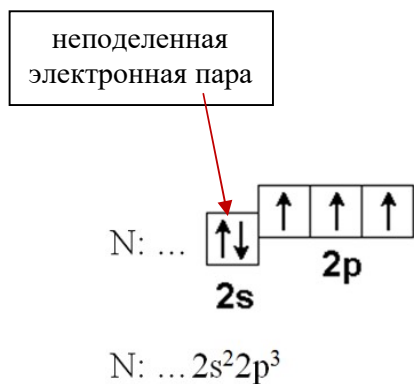 неподеленная
электронная пара
N: ...
2s
2p
N: ... 2s²2p³